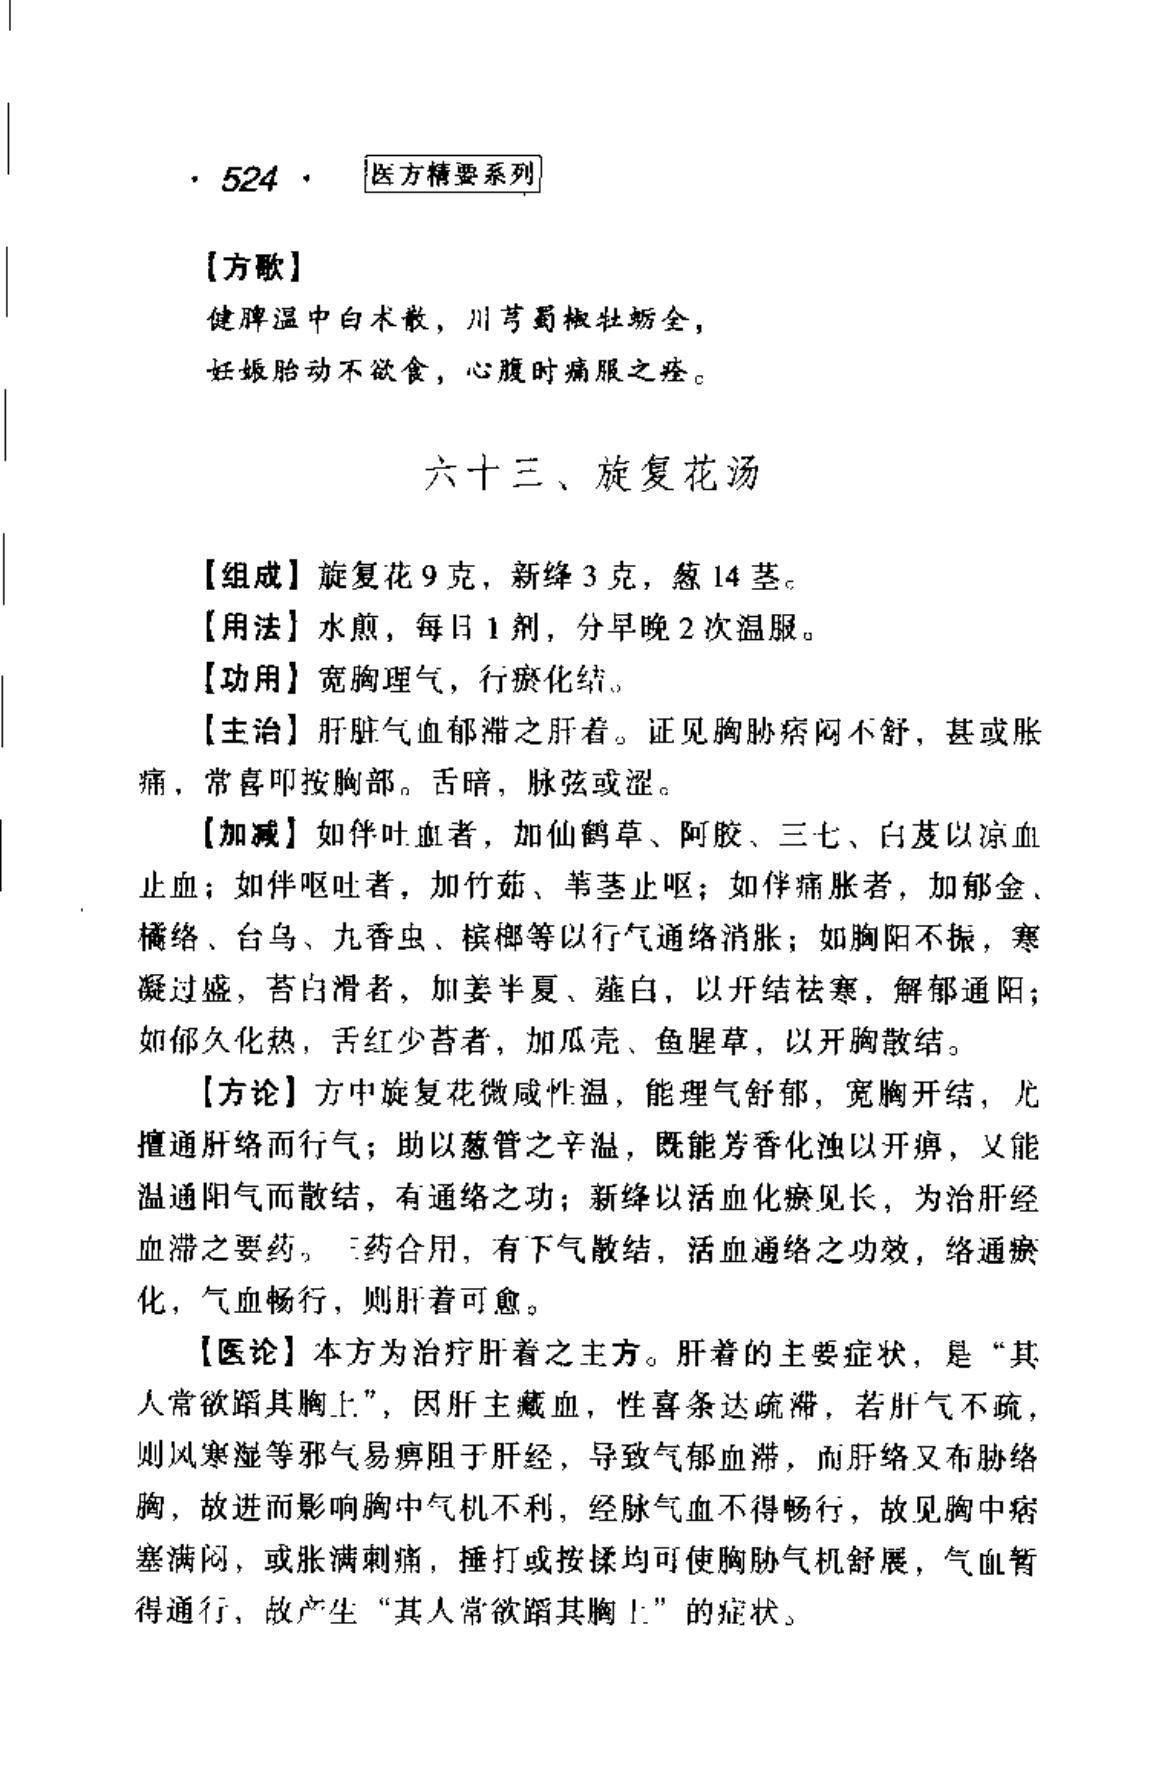 · 524 · 医方精要系列
【方歌】
健脾温中白术散，川芎蜀椒牡蛎全，
妊娠胎动不欲食，心腹时痛服之痊。
六十三、旋复花汤
【组成】旋复花 9 克，新绛 3 克，葱 14 茎。
【用法】水煎，每日 1 剂，分早晚 2 次温服。
【功用】宽胸理气，行瘀化结。
【主治】肝脏气血郁滞之肝着。证见胸胁痞闷不舒，甚或胀
痛，常喜叩按胸部。舌暗，脉弦或涩。
【加减】如伴吐血者，加仙鹤草、阿胶、三七、白芨以凉血
止血；如伴呕吐者，加竹茹、苇茎止呕；如伴痛胀者，加郁金、
橘络、台乌、九香虫、槟榔等以行气通络消胀；如胸阳不振，寒
凝过盛，苔白滑者，加姜半夏、薤白，以开结祛寒，解郁通阳；
如郁久化热，舌红少苔者，加瓜壳、鱼腥草，以开胸散结。
【方论】方中旋复花微咸性温，能理气舒郁，宽胸开结，尤
擅通肝络而行气；助以葱管之辛温，既能芳香化浊以开痹，又能
温通阳气而散结，有通络之功；新绛以活血化瘀见长，为治肝经
血滞之要药。三药合用，有下气散结，活血通络之功效，络通瘀
化，气血畅行，则肝着可愈。
【医论】本方为治疗肝着之主方。肝着的主要症状，是“其
人常欲蹈其胸上”，因肝主藏血，性喜条达疏滞，若肝气不疏，
则风寒湿等邪气易痹阻于肝经，导致气郁血滞，而肝络又布胁络
胸，故进而影响胸中气机不利，经脉气血不得畅行，故见胸中痞
塞满闷，或胀满刺痛，捶打或按揉均可使胸胁气机舒展，气血暂
得通行，故产生“其人常欲蹈其胸上”的症状。